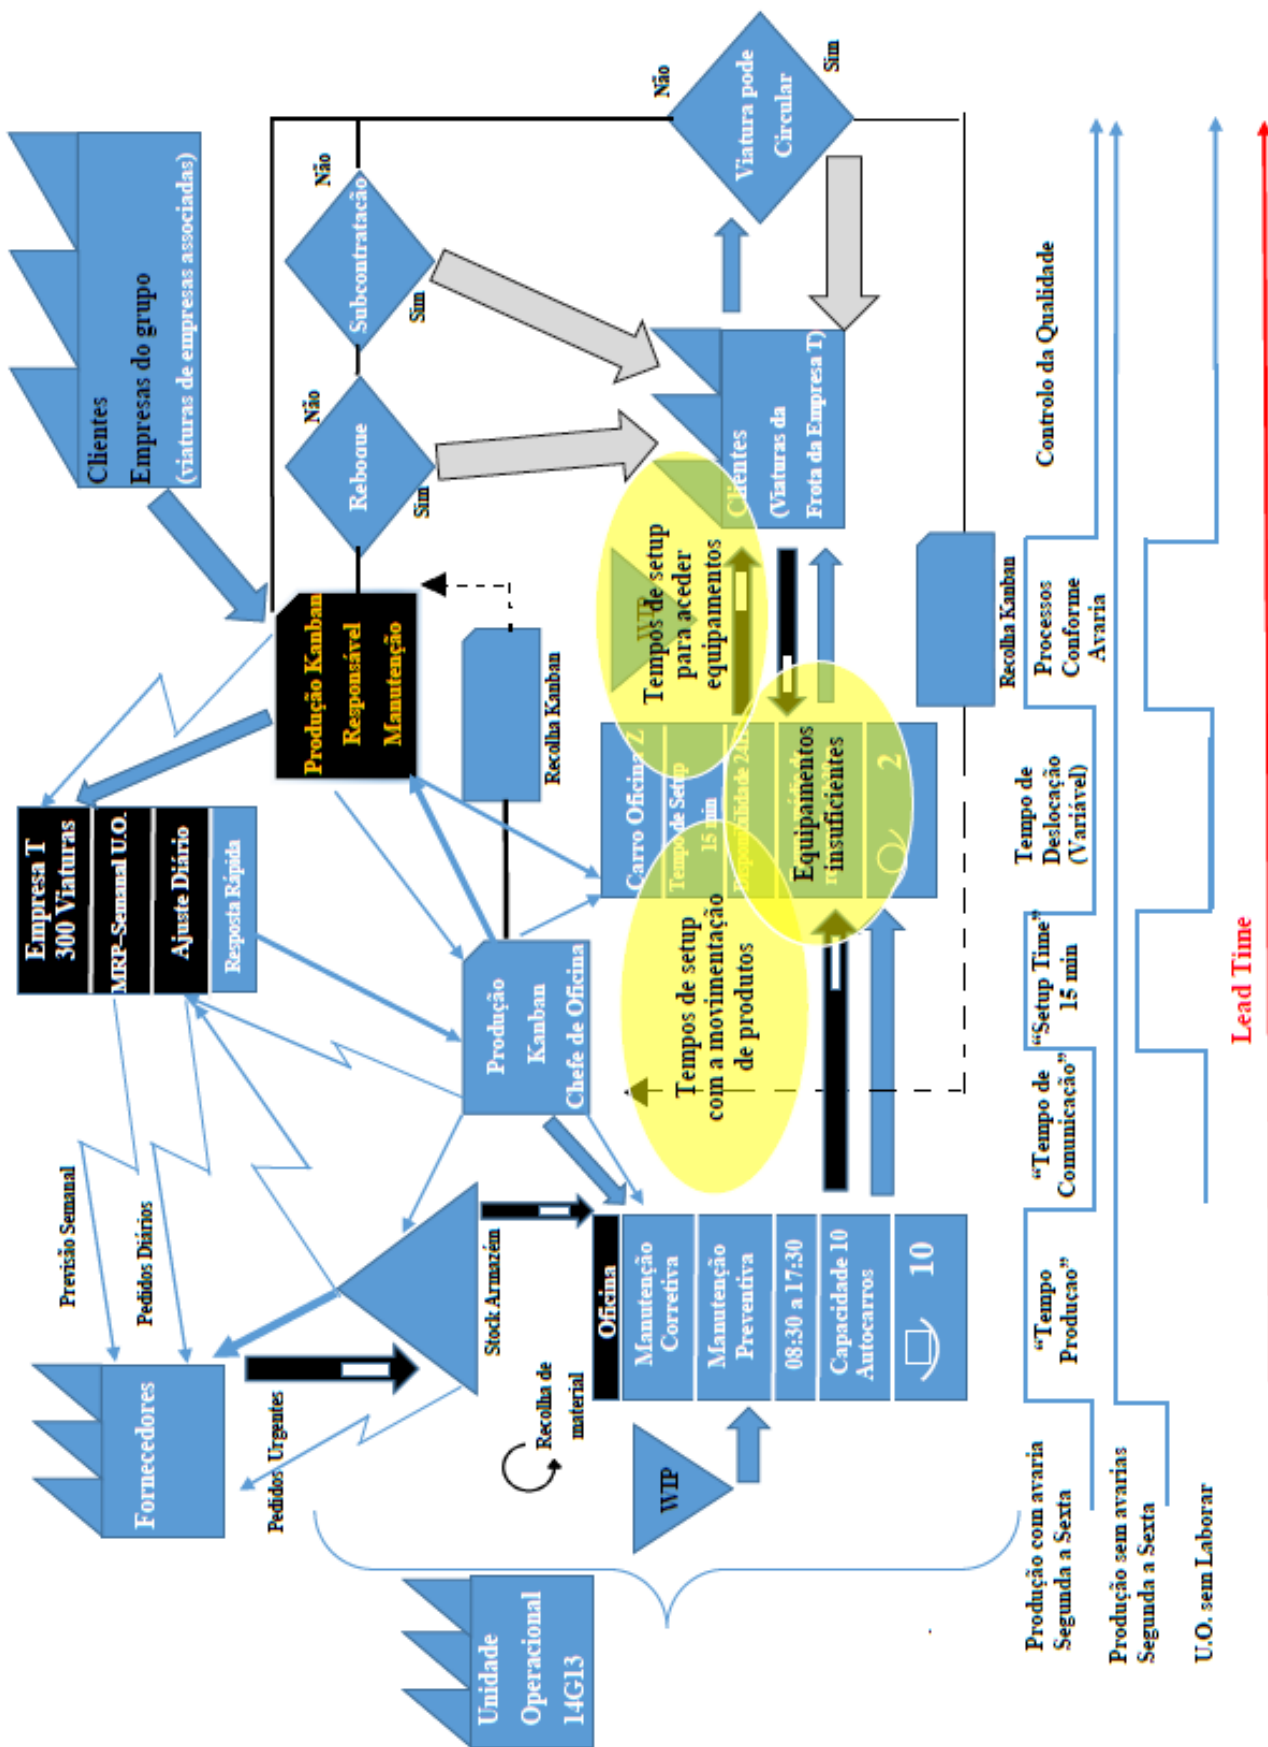 Clientes
Empresas do grupo
(viaturas de empresas associadas)
Empresa T
300 Viaturas
MRP–Semanal U.O.
Ajuste Diário
Resposta Rápida
Previsão Semanal
Pedidos Diários
Fornecedores
Pedidos Urgentes
Produção Kanban
Responsável
Manutenção
Reboque
Não
Sim
Subcontratação
Não
Sim
Viatura pode
Circular
Não
Sim
Recolha Kanban
Produção
Kanban
Chefe de Oficina
Stock Armazém
Unidade
Operacional
14G13
Recolha de
material
WIP
Oficina
Manutenção
Corretiva
Manutenção
Preventiva
08:30 a 17:30
Capacidade 10
Autocarros
10
Tempos de setup
com a movimentação
de produtos
Carro Oficina Z
Tempo de Setup
15 min
Disponibilidade 24H
2
Equipamentos
insuficientes
WIP
Tempos de setup
para aceder
equipamentos
Clientes
(Viaturas da
Frota da Empresa T)
Recolha Kanban
Produção com avaria
Segunda a Sexta
"Tempo
Produçao"
"Tempo de
Comunicação"
"Setup Time"
15 min
Tempo de
Deslocação
(Variável)
Processos
Conforme
Avaria
Controlo da Qualidade
Produção sem avarias
Segunda a Sexta
U.O. sem Laborar
Lead Time